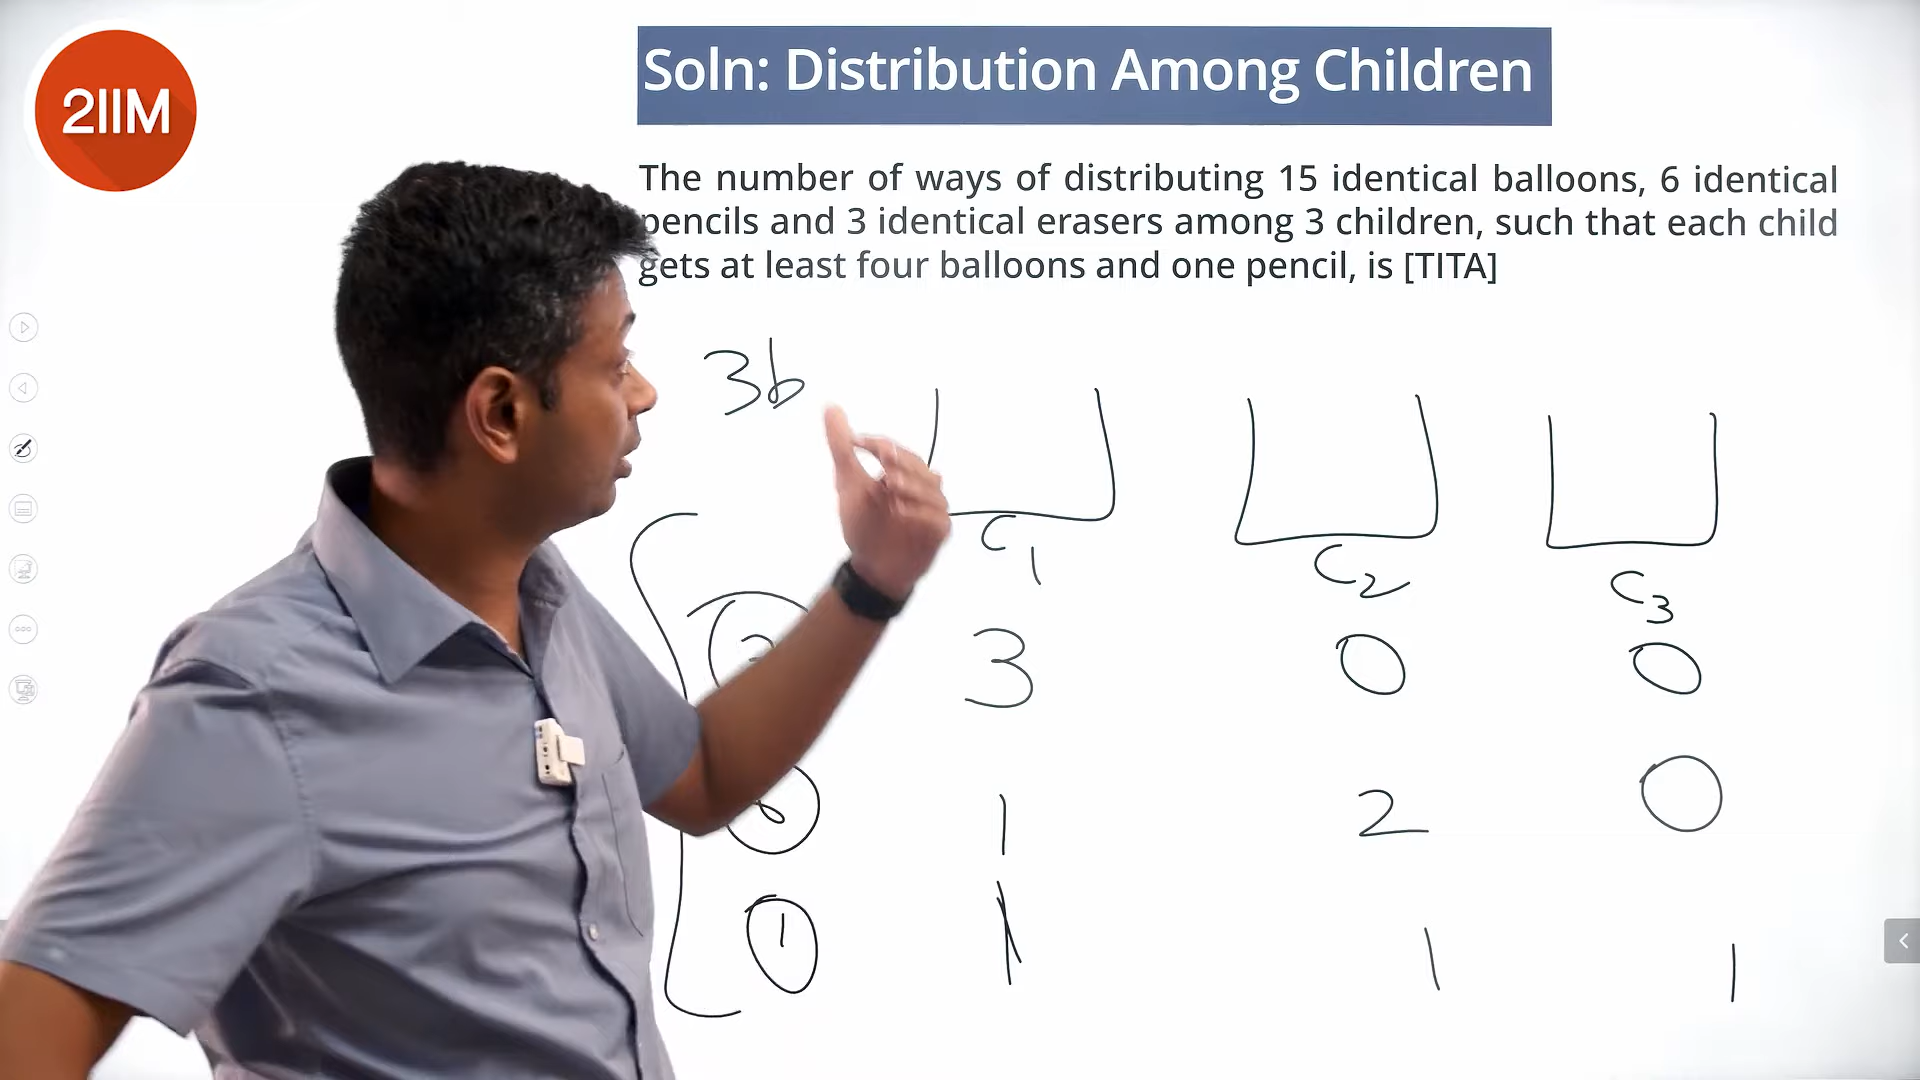 2IIM
Soln: Distribution Among Children
The number of ways of distributing 15 identical balloons, 6 identical
pencils and 3 identical erasers among 3 children, such that each child
gets at least four balloons and one pencil, is [TITA]
3b
C1 C2 C3
3 0 0
6 1 2 0
1 1 1 1